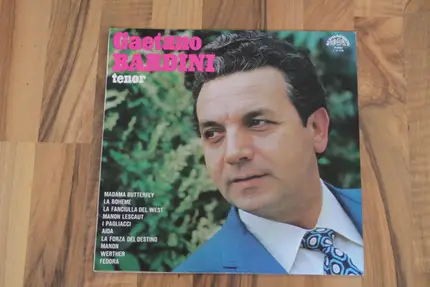 Gaetano
BARDINI
tenor
MADAMA BUTTERFLY
LA BOHEME
LA FANCIULLA DEL WEST
MANON LESCAUT
I PAGLIACCI
AIDA
LA FORZA DEL DESTINO
MANON
WERTHER
FEDORA